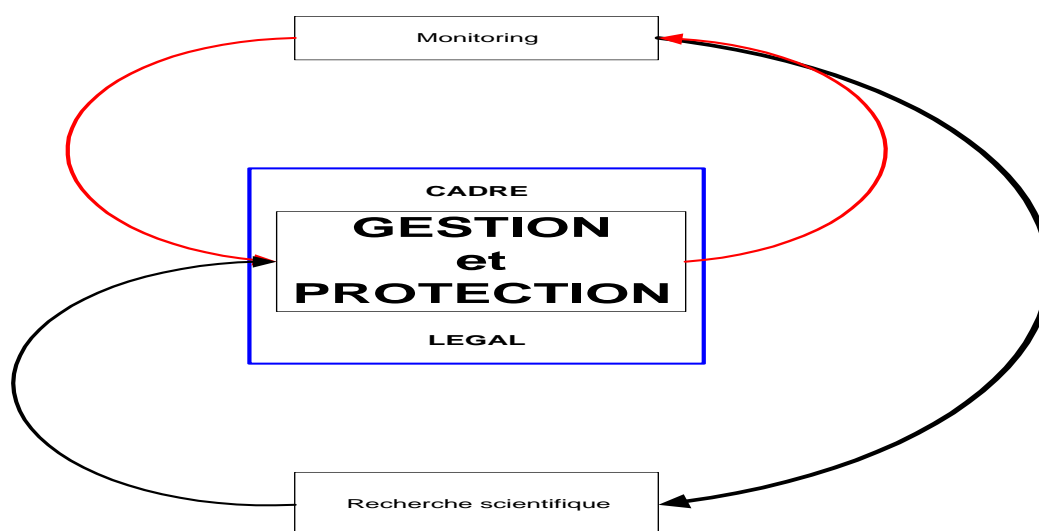 Monitoring
CADRE
GESTION
et
PROTECTION
LEGAL
Recherche scientifique